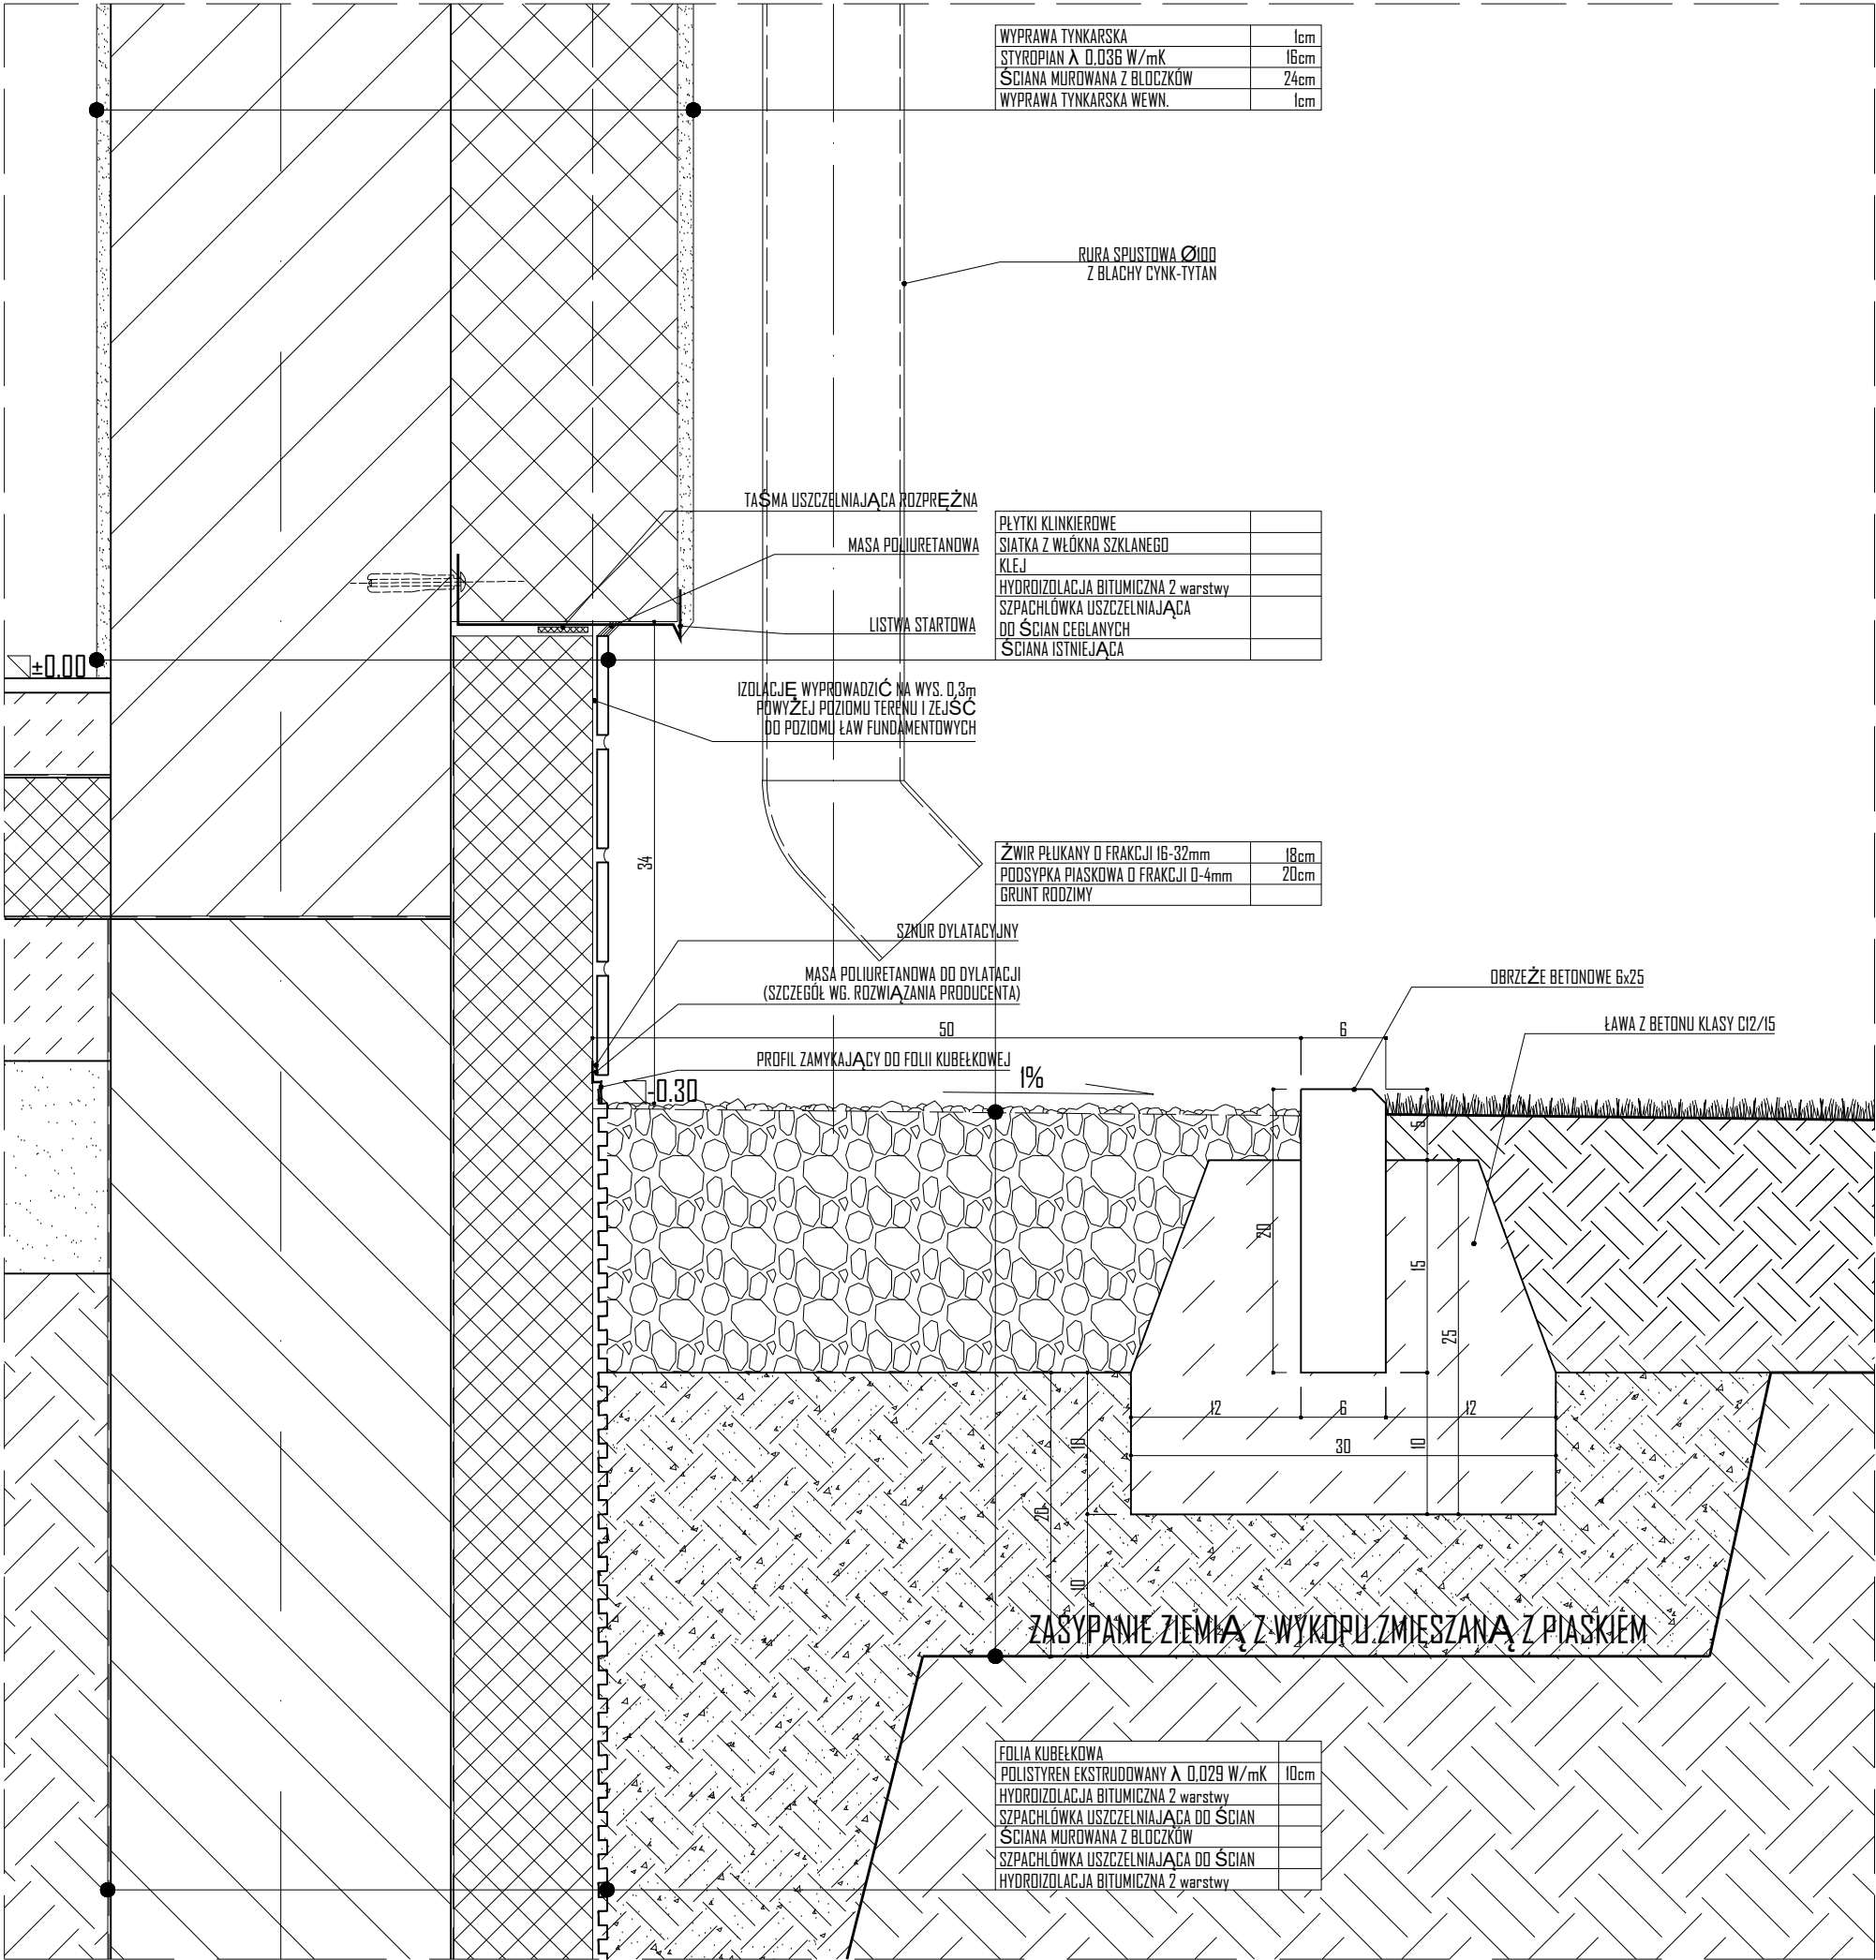 WYPRAWA TYNKARSKA 1cm
STYROPIAN λ 0,036 W/mK 16cm
ŚCIANA MUROWANA Z BLOCZKÓW 24cm
WYPRAWA TYNKARSKA WEWN. 1cm
RURA SPUSTOWA Ø100
Z BLACHY CYNK-TYTAN
TAŚMA USZCZELNIAJĄCA ROZPRĘŻNA
MASA POLIURETANOWA
LISTWA STARTOWA
PŁYTKI KLINKIEROWE
SIATKA Z WŁÓKNA SZKLANEGO
KLEJ
HYDROIZOLACJA BITUMICZNA 2 warstwy
SZPACHLÓWKA USZCZELNIAJĄCA
DO ŚCIAN CEGLANYCH
ŚCIANA ISTNIEJĄCA
±0.00
IZOLACJĘ WYPROWADZIĆ NA WYS. 0,3m
POWYŻEJ POZIOMU TERENU I ZEJŚĆ
DO POZIOMU ŁAW FUNDAMENTOWYCH
34
ŻWIR PŁUKANY O FRAKCJI 16-32mm 18cm
PODSYPKA PIASKOWA O FRAKCJI 0-4mm 20cm
GRUNT RODZIMY
SZNUR DYLATACYJNY
MASA POLIURETANOWA DO DYLATACJI
(SZCZEGÓŁ WG. ROZWIĄZANIA PRODUCENTA)
OBRZEŻE BETONOWE 6x25
ŁAWA Z BETONU KLASY C12/15
50
6
PROFIL ZAMYKAJĄCY DO FOLII KUBEŁKOWEJ
-0.30
1%
5
20
15
25
12
6
12
30
10
10
20
10
ZASYPANIE ZIEMIĄ Z WYKOPU ZMIESZANĄ Z PIASKIEM
FOLIA KUBEŁKOWA
POLISTYREN EKSTRUDOWANY λ 0,029 W/mK 10cm
HYDROIZOLACJA BITUMICZNA 2 warstwy
SZPACHLÓWKA USZCZELNIAJĄCA DO ŚCIAN
ŚCIANA MUROWANA Z BLOCZKÓW
SZPACHLÓWKA USZCZELNIAJĄCA DO ŚCIAN
HYDROIZOLACJA BITUMICZNA 2 warstwy